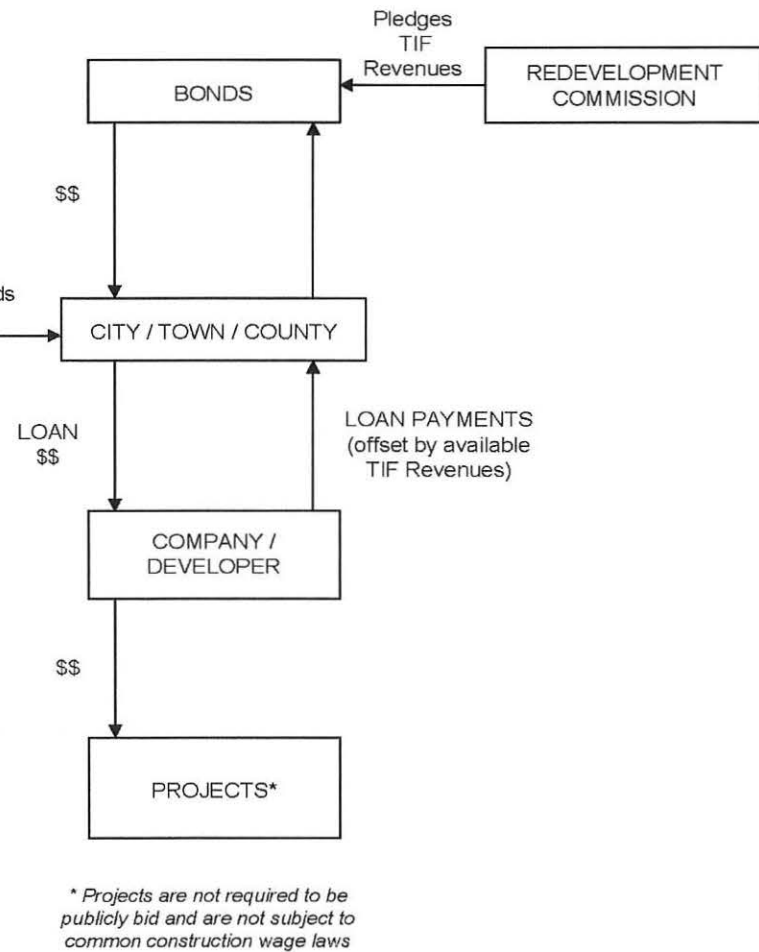 Pledges
TIF
Revenues
REDEVELOPMENT
COMMISSION
BONDS
$$
ds
CITY / TOWN / COUNTY
LOAN
$$
LOAN PAYMENTS
(offset by available
TIF Revenues)
COMPANY /
DEVELOPER
$$
PROJECTS*
* Projects are not required to be
publicly bid and are not subject to
common construction wage laws